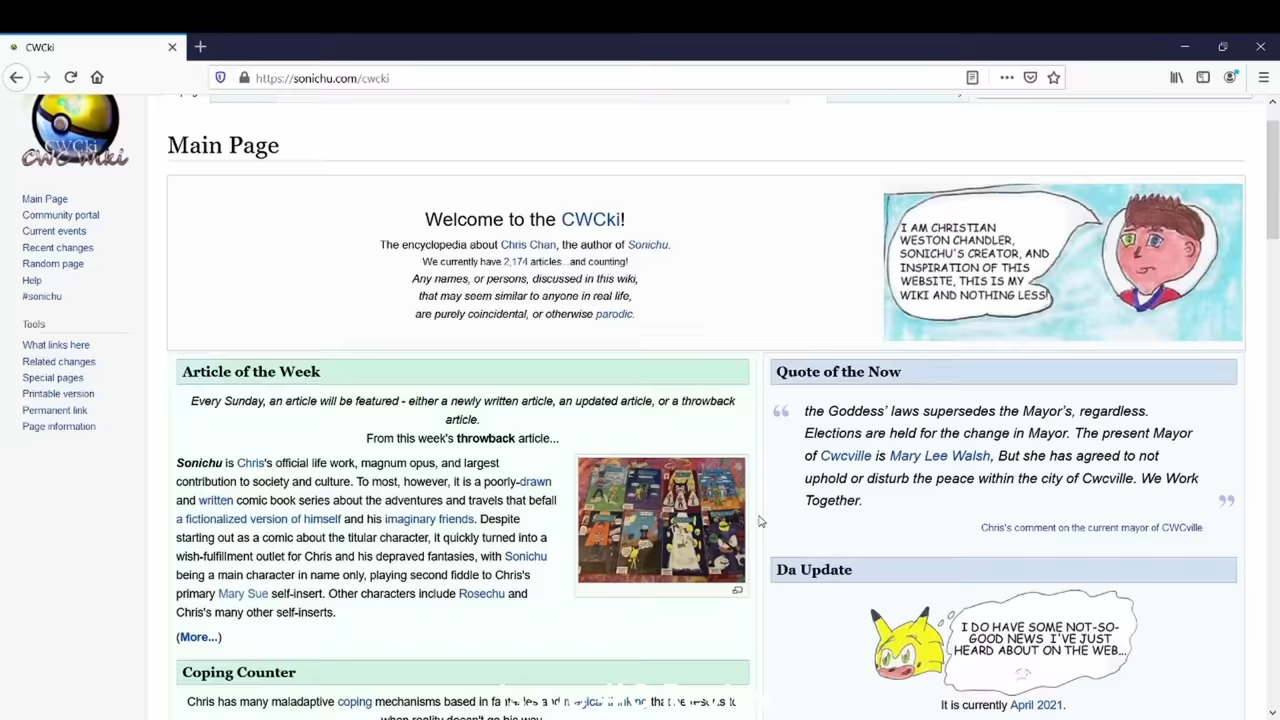 CWCki
https://sonichu.com/cwcki
CWCki
CWC Wiki
Main Page
Community portal
Current events
Recent changes
Random page
Help
#sonichu
Tools
What links here
Related changes
Special pages
Printable version
Permanent link
Page information
Main Page
Welcome to the CWCki!
The encyclopedia about Chris Chan, the author of Sonichu.
We currently have 2,174 articles...and counting!
Any names, or persons, discussed in this wiki,
that may seem similar to anyone in real life,
are purely coincidental, or otherwise parodic.
I AM CHRISTIAN
WESTON CHANDLER,
SONICHU'S CREATOR, AND
INSPIRATION OF THIS
WEBSITE, THIS IS MY
WIKI AND NOTHING LESS!
Article of the Week
Every Sunday, an article will be featured - either a newly written article, an updated article, or a throwback
article.
From this week's throwback article...
Sonichu is Chris's official life work, magnum opus, and largest
contribution to society and culture. To most, however, it is a poorly-drawn
and written comic book series about the adventures and travels that befall
a fictionalized version of himself and his imaginary friends. Despite
starting out as a comic about the titular character, it quickly turned into a
wish-fulfillment outlet for Chris and his depraved fantasies, with Sonichu
being a main character in name only, playing second fiddle to Chris's
primary Mary Sue self-insert. Other characters include Rosechu and
Chris's many other self-inserts.
(More...)
Coping Counter
Chris has many maladaptive coping mechanisms based in
when reality doesn't go his way.
Quote of the Now
“ the Goddess’ laws supersedes the Mayor’s, regardless.
Elections are held for the change in Mayor. The present Mayor
of Cwcville is Mary Lee Walsh, But she has agreed to not
uphold or disturb the peace within the city of Cwcville. We Work
Together. ”
Chris's comment on the current mayor of CWCville
Da Update
I DO HAVE SOME NOT-SO-
GOOD NEWS I'VE JUST
HEARD ABOUT ON THE WEB...
It is currently April 2021.